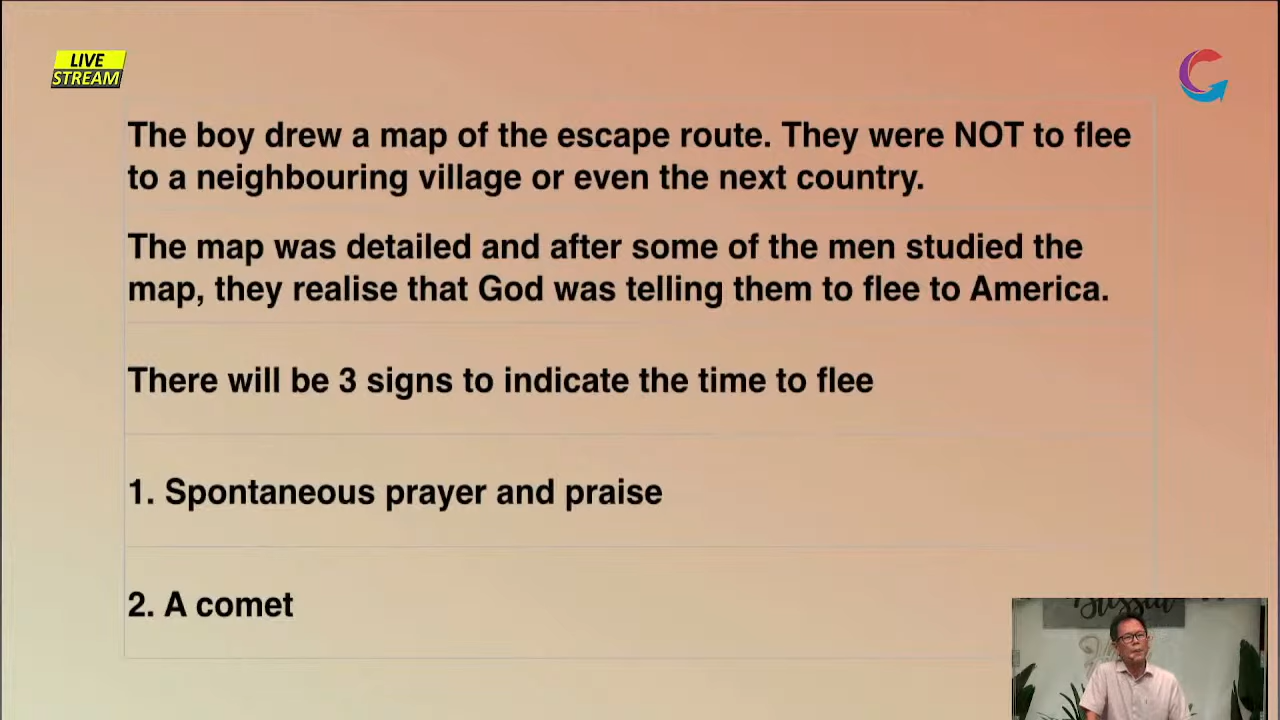 LIVE
STREAM
The boy drew a map of the escape route. They were NOT to flee
to a neighbouring village or even the next country.
The map was detailed and after some of the men studied the
map, they realise that God was telling them to flee to America.
There will be 3 signs to indicate the time to flee
1. Spontaneous prayer and praise
2. A comet
Blessed